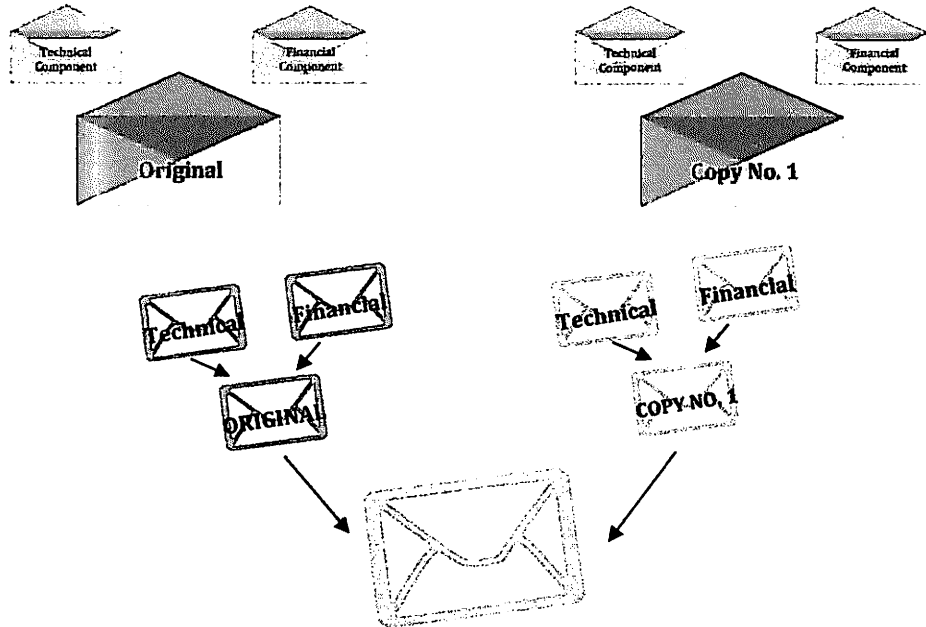 Technical
Component
Financial
Component
Technical
Component
Financial
Component
Original
Copy No. 1
Technical
Financial
Technical
Financial
ORIGINAL
COPY NO. 1